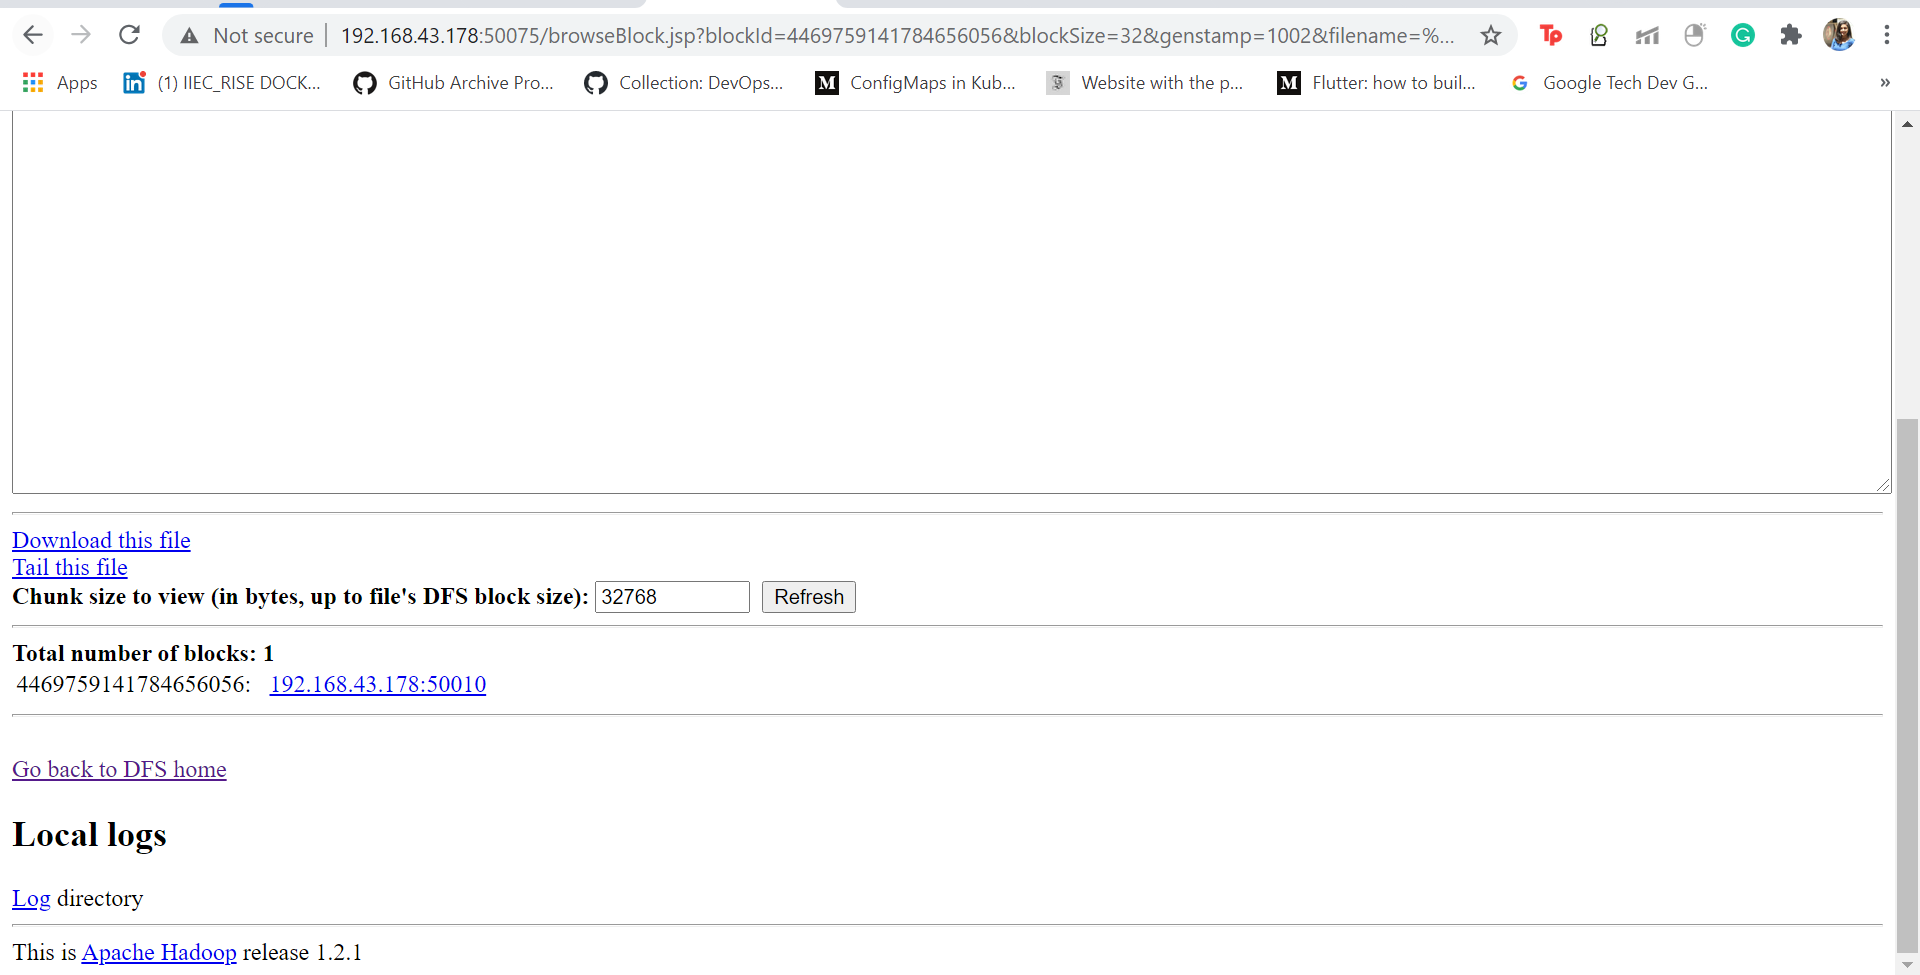 Not secure 192.168.43.178:50075/browseBlock.jsp?blockId=4469759141784656056&blockSize=32&genstamp=1002&filename=%...
Apps (1) IIEC_RISE DOCK... GitHub Archive Pro... Collection: DevOps... ConfigMaps in Kub... Website with the p... Flutter: how to buil... Google Tech Dev G... »
Download this file
Tail this file
Chunk size to view (in bytes, up to file's DFS block size): 32768 Refresh
Total number of blocks: 1
4469759141784656056: 192.168.43.178:50010
Go back to DFS home
Local logs
Log directory
This is Apache Hadoop release 1.2.1